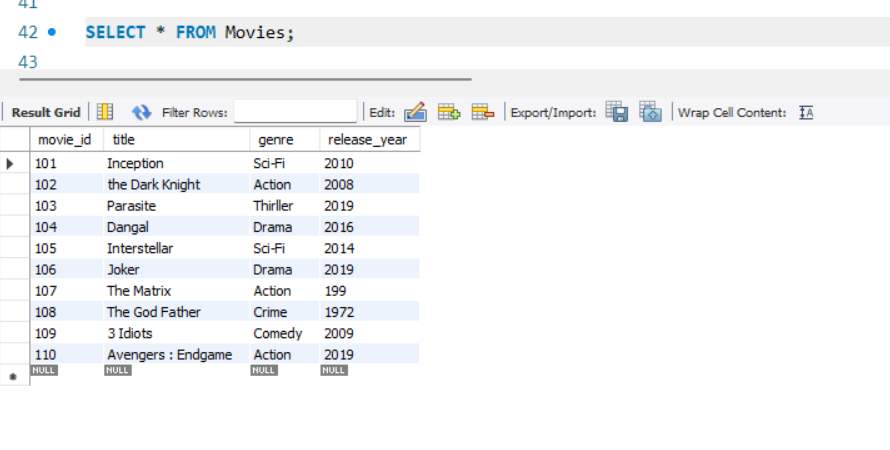 41
42 SELECT * FROM Movies;
43
Result Grid Filter Rows: Edit: Export/Import: Wrap Cell Content: IA
movie_id title genre release_year
101 Inception Sci-Fi 2010
102 the Dark Knight Action 2008
103 Parasite Thirller 2019
104 Dangal Drama 2016
105 Interstellar Sci-Fi 2014
106 Joker Drama 2019
107 The Matrix Action 199
108 The God Father Crime 1972
109 3 Idiots Comedy 2009
110 Avengers : Endgame Action 2019
NULL NULL NULL NULL